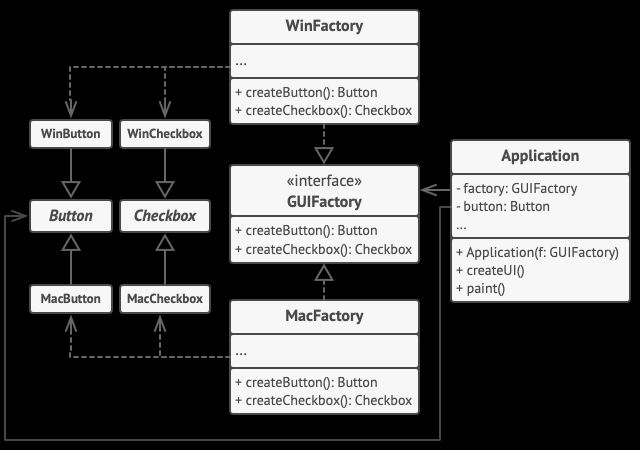 WinFactory
...
+ createButton(): Button
+ createCheckbox(): Checkbox
WinButton
WinCheckbox
Button
Checkbox
MacButton
MacCheckbox
«interface»
GUIFactory
+ createButton(): Button
+ createCheckbox(): Checkbox
MacFactory
...
+ createButton(): Button
+ createCheckbox(): Checkbox
Application
- factory: GUIFactory
- button: Button
...
+ Application(f: GUIFactory)
+ createUI()
+ paint()